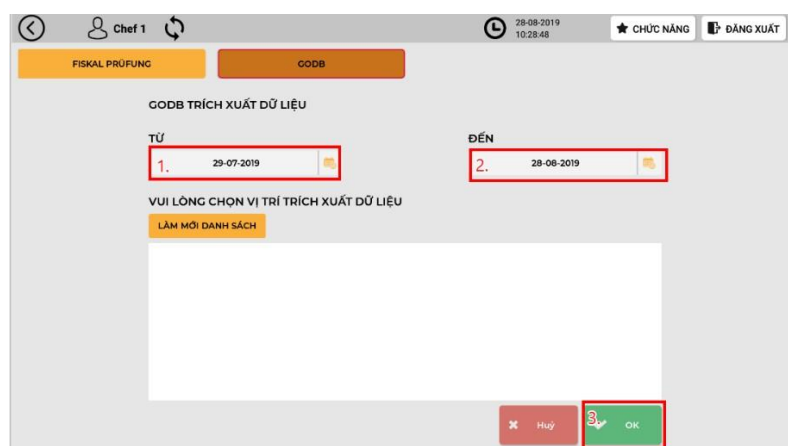 Chef 1
28-08-2019
10:28:48
CHỨC NĂNG
ĐĂNG XUẤT
FISKAL PRÜFUNG
GODB
GODB TRÍCH XUẤT DỮ LIỆU
TỪ
ĐẾN
1. 29-07-2019
2. 28-08-2019
VUI LÒNG CHỌN VỊ TRÍ TRÍCH XUẤT DỮ LIỆU
LÀM MỚI DANH SÁCH
Huỷ
3. OK